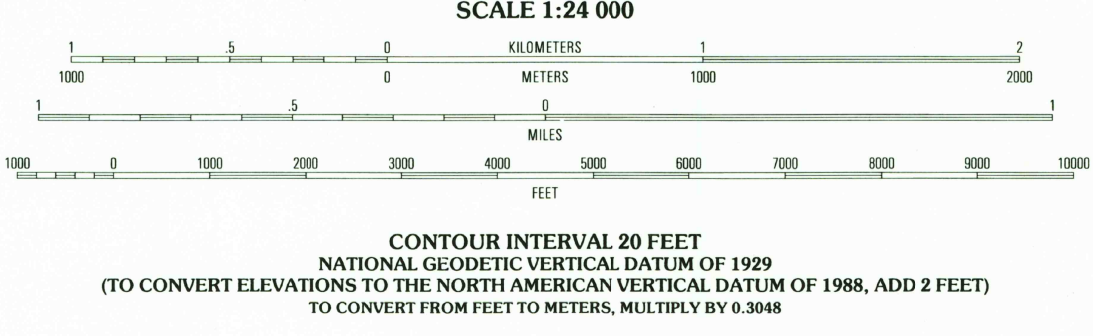 SCALE 1:24 000
1 .5 0 KILOMETERS 1 2
1000 0 METERS 1000 2000
1 .5 0 1
MILES
1000 0 1000 2000 3000 4000 5000 6000 7000 8000 9000 10000
FEET
CONTOUR INTERVAL 20 FEET
NATIONAL GEODETIC VERTICAL DATUM OF 1929
(TO CONVERT ELEVATIONS TO THE NORTH AMERICAN VERTICAL DATUM OF 1988, ADD 2 FEET)
TO CONVERT FROM FEET TO METERS, MULTIPLY BY 0.3048